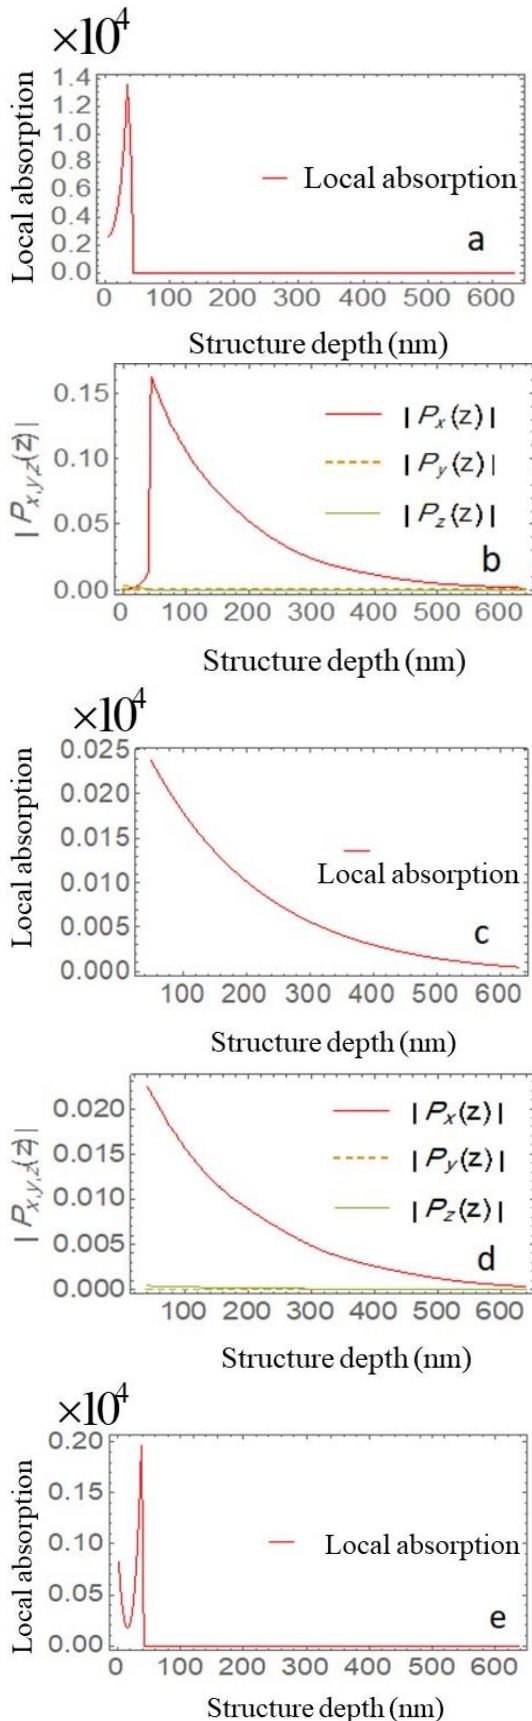 ×10⁴
1.4
1.2
1.0
0.8
0.6
0.4
0.2
0.0
Local absorption
Local absorption
a
0 100 200 300 400 500 600
Structure depth (nm)
0.15
0.10
0.05
0.00
|P_{x,y,z}(z)|
|P_x(z)|
|P_y(z)|
|P_z(z)|
b
0 100 200 300 400 500 600
Structure depth (nm)
×10⁴
0.025
0.020
0.015
0.010
0.005
0.000
Local absorption
Local absorption
c
100 200 300 400 500 600
Structure depth (nm)
0.020
0.015
0.010
0.005
0.000
|P_{x,y,z}(z)|
|P_x(z)|
|P_y(z)|
|P_z(z)|
d
100 200 300 400 500 600
Structure depth (nm)
×10⁴
0.20
0.15
0.10
0.05
0.00
Local absorption
Local absorption
e
0 100 200 300 400 500 600
Structure depth (nm)